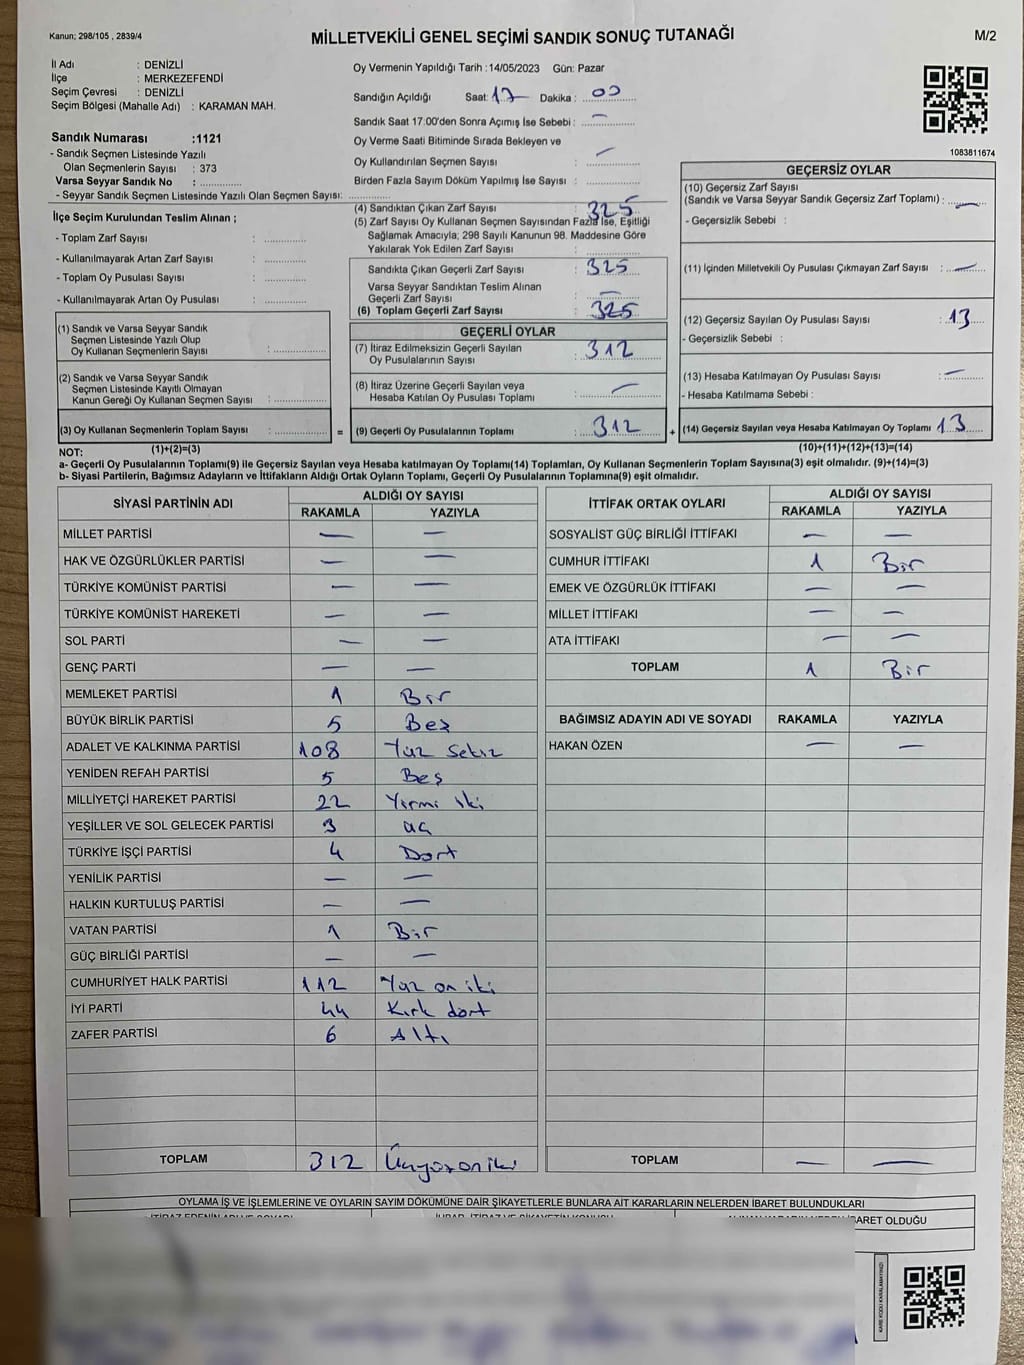 Kanun; 298/105 , 2839/4
MİLLETVEKİLİ GENEL SEÇİMİ SANDIK SONUÇ TUTANAĞI
M/2
İl Adı : DENİZLİ
İlçe : MERKEZEFENDİ
Seçim Çevresi : DENİZLİ
Seçim Bölgesi (Mahalle Adı) : KARAMAN MAH.
Sandık Numarası :1121
- Sandık Seçmen Listesinde Yazılı
Olan Seçmenlerin Sayısı : 373
Varsa Seyyar Sandık No : ............
- Seyyar Sandık Seçmen Listesinde Yazılı Olan Seçmen Sayısı: ............
Oy Vermenin Yapıldığı Tarih :14/05/2023 Gün: Pazar
Sandığın Açıldığı Saat: 17 Dakika : 00
Sandık Saat 17:00'den Sonra Açımış İse Sebebi : —
Oy Verme Saati Bitiminde Sırada Bekleyen ve
Oy Kullandırılan Seçmen Sayısı : —
Birden Fazla Sayım Döküm Yapılmış İse Sayısı : ............
1083811674
İlçe Seçim Kurulundan Teslim Alınan ;
- Toplam Zarf Sayısı : ............
- Kullanılmayarak Artan Zarf Sayısı : ............
- Toplam Oy Pusulası Sayısı : ............
- Kullanılmayarak Artan Oy Pusulası : ............
(1) Sandık ve Varsa Seyyar Sandık
Seçmen Listesinde Yazılı Olup
Oy Kullanan Seçmenlerin Sayısı : ............
(2) Sandık ve Varsa Seyyar Sandık
Seçmen Listesinde Kayıtlı Olmayan
Kanun Gereği Oy Kullanan Seçmen Sayısı : ............
(3) Oy Kullanan Seçmenlerin Toplam Sayısı : ............ =
(1)+(2)=(3)
(4) Sandıktan Çıkan Zarf Sayısı : 325
(5) Zarf Sayısı Oy Kullanan Seçmen Sayısından Fazla İse, Eşitliği
Sağlamak Amacıyla; 298 Sayılı Kanunun 98. Maddesine Göre
Yakılarak Yok Edilen Zarf Sayısı : ............
Sandıkta Çıkan Geçerli Zarf Sayısı : 325
Varsa Seyyar Sandıktan Teslim Alınan
Geçerli Zarf Sayısı : —
(6) Toplam Geçerli Zarf Sayısı : 325
GEÇERLİ OYLAR
(7) İtiraz Edilmeksizin Geçerli Sayılan
Oy Pusulalarının Sayısı : 312
(8) İtiraz Üzerine Geçerli Sayılan veya
Hesaba Katılan Oy Pusulası Toplamı : —
(9) Geçerli Oy Pusulalarının Toplamı : 312 +
GEÇERSİZ OYLAR
(10) Geçersiz Zarf Sayısı
(Sandık ve Varsa Seyyar Sandık Geçersiz Zarf Toplamı) : —
- Geçersizlik Sebebi :
(11) İçinden Milletvekili Oy Pusulası Çıkmayan Zarf Sayısı : —
(12) Geçersiz Sayılan Oy Pusulası Sayısı : 13
- Geçersizlik Sebebi :
(13) Hesaba Katılmayan Oy Pusulası Sayısı : —
- Hesaba Katılmama Sebebi :
(14) Geçersiz Sayılan veya Hesaba Katılmayan Oy Toplamı 13
(10)+(11)+(12)+(13)=(14)
NOT:
a- Geçerli Oy Pusulalarının Toplamı(9) ile Geçersiz Sayılan veya Hesaba katılmayan Oy Toplamı(14) Toplamları, Oy Kullanan Seçmenlerin Toplam Sayısına(3) eşit olmalıdır. (9)+(14)=(3)
b- Siyasi Partilerin, Bağımsız Adayların ve İttifakların Aldığı Ortak Oyların Toplamı, Geçerli Oy Pusulalarının Toplamına(9) eşit olmalıdır.
SİYASİ PARTİNİN ADI ALDIĞI OY SAYISI
RAKAMLA YAZIYLA
MİLLET PARTİSİ — —
HAK VE ÖZGÜRLÜKLER PARTİSİ — —
TÜRKİYE KOMÜNİST PARTİSİ — —
TÜRKİYE KOMÜNİST HAREKETİ — —
SOL PARTİ — —
GENÇ PARTİ — —
MEMLEKET PARTİSİ 1 Bir
BÜYÜK BİRLİK PARTİSİ 5 Beş
ADALET VE KALKINMA PARTİSİ 108 Yüz Sekiz
YENİDEN REFAH PARTİSİ 5 Beş
MİLLİYETÇİ HAREKET PARTİSİ 22 Yirmi iki
YEŞİLLER VE SOL GELECEK PARTİSİ 3 üç
TÜRKİYE İŞÇİ PARTİSİ 4 Dört
YENİLİK PARTİSİ — —
HALKIN KURTULUŞ PARTİSİ — —
VATAN PARTİSİ 1 Bir
GÜÇ BİRLİĞİ PARTİSİ — —
CUMHURİYET HALK PARTİSİ 112 Yüz on iki
İYİ PARTİ 44 Kırk dört
ZAFER PARTİSİ 6 Altı
TOPLAM 312 Üçyüzoniki
İTTİFAK ORTAK OYLARI ALDIĞI OY SAYISI
RAKAMLA YAZIYLA
SOSYALİST GÜÇ BİRLİĞİ İTTİFAKI — —
CUMHUR İTTİFAKI 1 Bir
EMEK VE ÖZGÜRLÜK İTTİFAKI — —
MİLLET İTTİFAKI — —
ATA İTTİFAKI — —
TOPLAM 1 Bir
BAĞIMSIZ ADAYIN ADI VE SOYADI RAKAMLA YAZIYLA
HAKAN ÖZEN — —
TOPLAM — —
OYLAMA İŞ VE İŞLEMLERİNE VE OYLARIN SAYIM DÖKÜMÜNE DAİR ŞİKAYETLERLE BUNLARA AİT KARARLARIN NELERDEN İBARET BULUNDUKLARI
İBARET OLDUĞU
KARE KODU KARALAMAYINIZ!